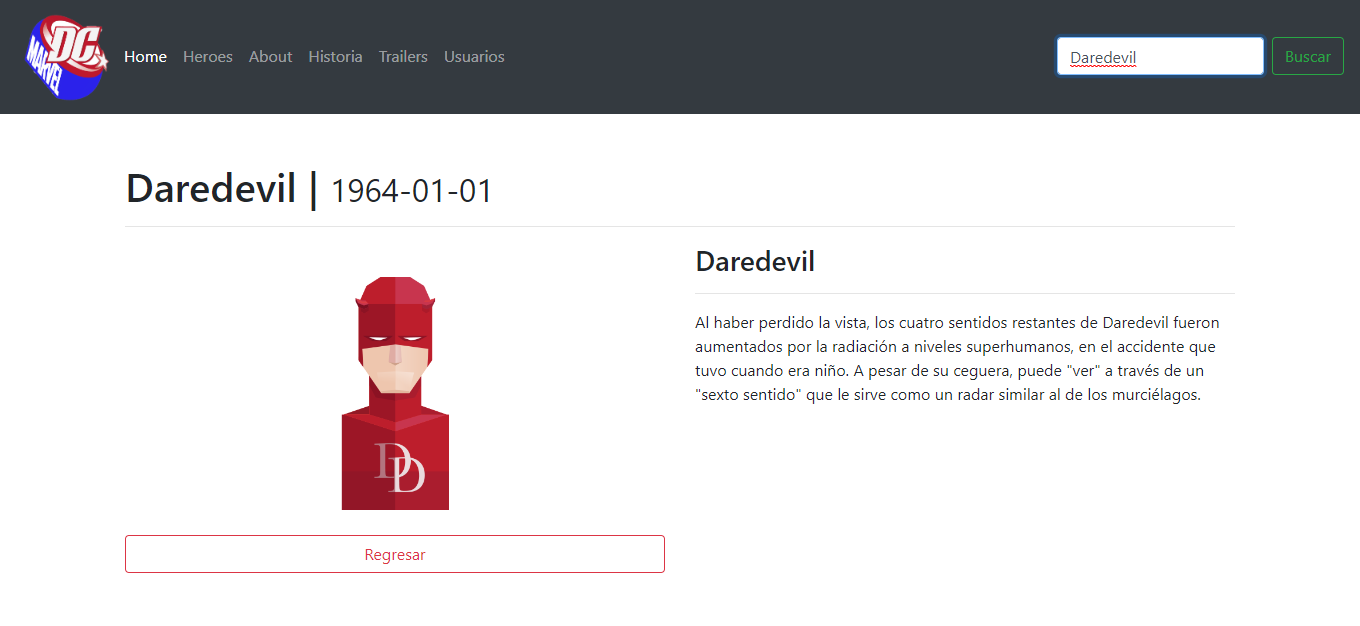 DC
MARVEL
Home Heroes About Historia Trailers Usuarios
Daredevil
Buscar
Daredevil | 1964-01-01
Daredevil
Al haber perdido la vista, los cuatro sentidos restantes de Daredevil fueron
aumentados por la radiación a niveles superhumanos, en el accidente que
tuvo cuando era niño. A pesar de su ceguera, puede "ver" a través de un
"sexto sentido" que le sirve como un radar similar al de los murciélagos.
DD
Regresar